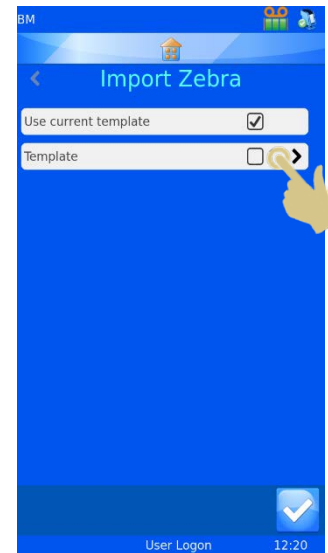 BM
Import Zebra
Use current template
Template
User Logon 12:20